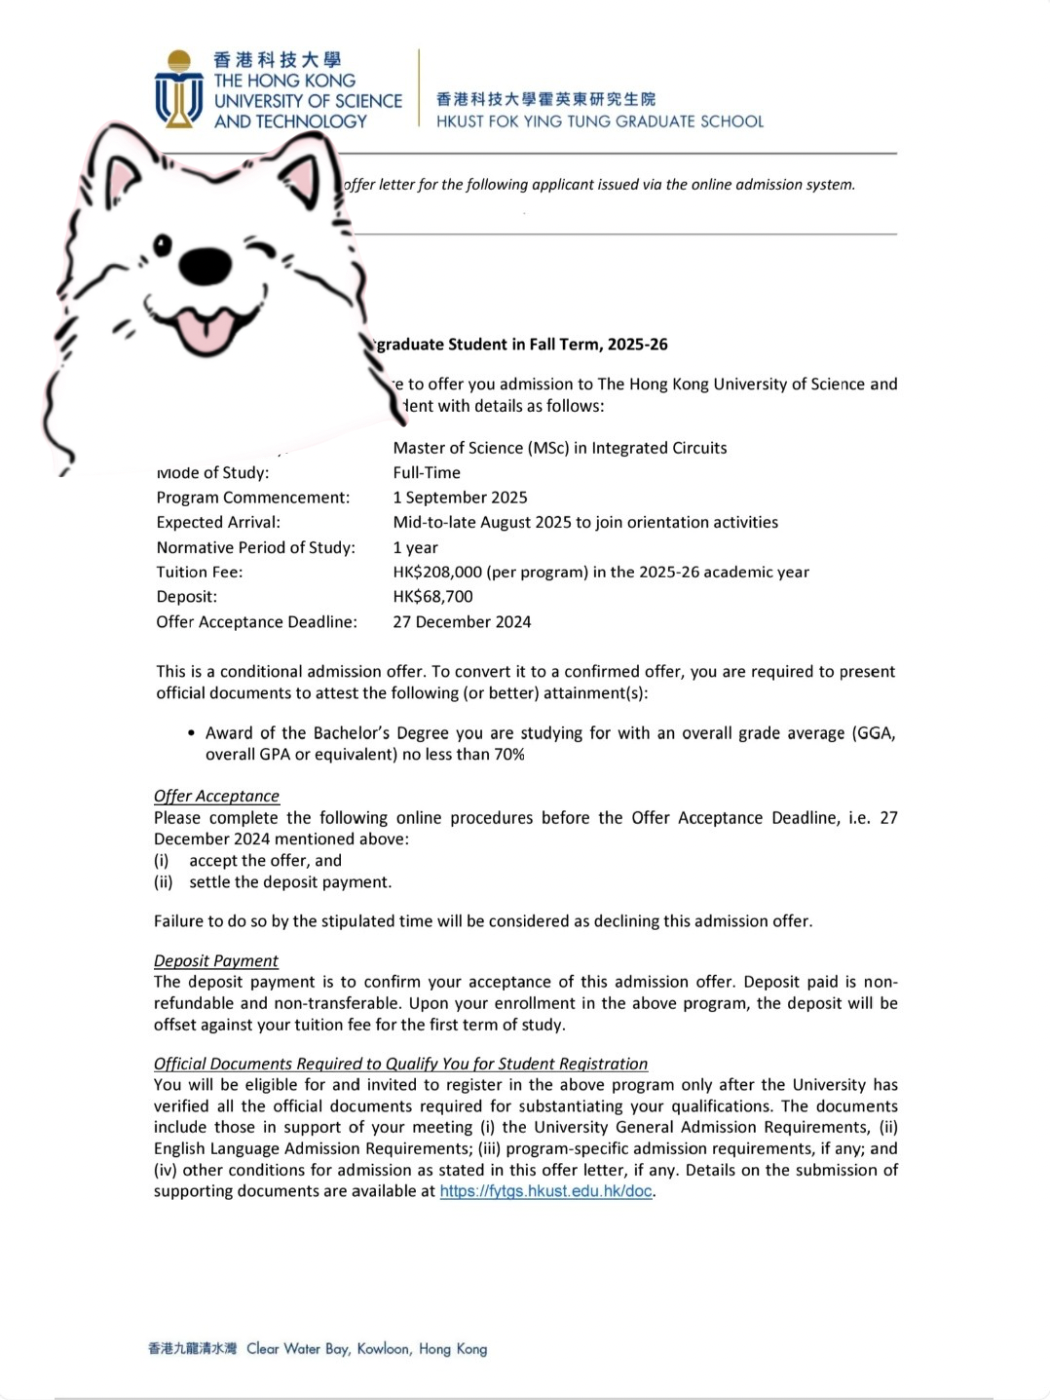 香港科技大學
THE HONG KONG
UNIVERSITY OF SCIENCE
AND TECHNOLOGY
香港科技大學霍英東研究生院
HKUST FOK YING TUNG GRADUATE SCHOOL
offer letter for the following applicant issued via the online admission system.
graduate Student in Fall Term, 2025-26
e to offer you admission to The Hong Kong University of Science and
dent with details as follows:
Master of Science (MSc) in Integrated Circuits
Mode of Study: Full-Time
Program Commencement: 1 September 2025
Expected Arrival: Mid-to-late August 2025 to join orientation activities
Normative Period of Study: 1 year
Tuition Fee: HK$208,000 (per program) in the 2025-26 academic year
Deposit: HK$68,700
Offer Acceptance Deadline: 27 December 2024
This is a conditional admission offer. To convert it to a confirmed offer, you are required to present
official documents to attest the following (or better) attainment(s):
• Award of the Bachelor's Degree you are studying for with an overall grade average (GGA,
overall GPA or equivalent) no less than 70%
Offer Acceptance
Please complete the following online procedures before the Offer Acceptance Deadline, i.e. 27
December 2024 mentioned above:
(i) accept the offer, and
(ii) settle the deposit payment.
Failure to do so by the stipulated time will be considered as declining this admission offer.
Deposit Payment
The deposit payment is to confirm your acceptance of this admission offer. Deposit paid is non-
refundable and non-transferable. Upon your enrollment in the above program, the deposit will be
offset against your tuition fee for the first term of study.
Official Documents Required to Qualify You for Student Registration
You will be eligible for and invited to register in the above program only after the University has
verified all the official documents required for substantiating your qualifications. The documents
include those in support of your meeting (i) the University General Admission Requirements, (ii)
English Language Admission Requirements; (iii) program-specific admission requirements, if any; and
(iv) other conditions for admission as stated in this offer letter, if any. Details on the submission of
supporting documents are available at https://fytgs.hkust.edu.hk/doc.
香港九龍清水灣 Clear Water Bay, Kowloon, Hong Kong